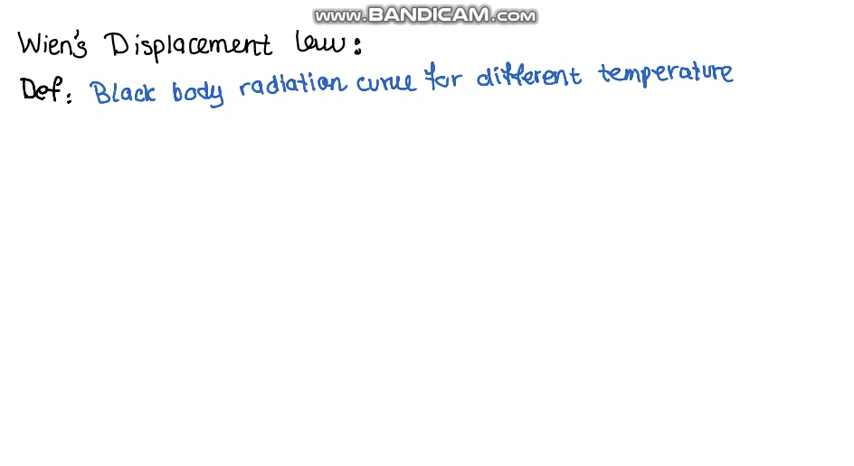 www.BANDICAM.com
Wien's Displacement law:
Def: Black body radiation curve for different temperature